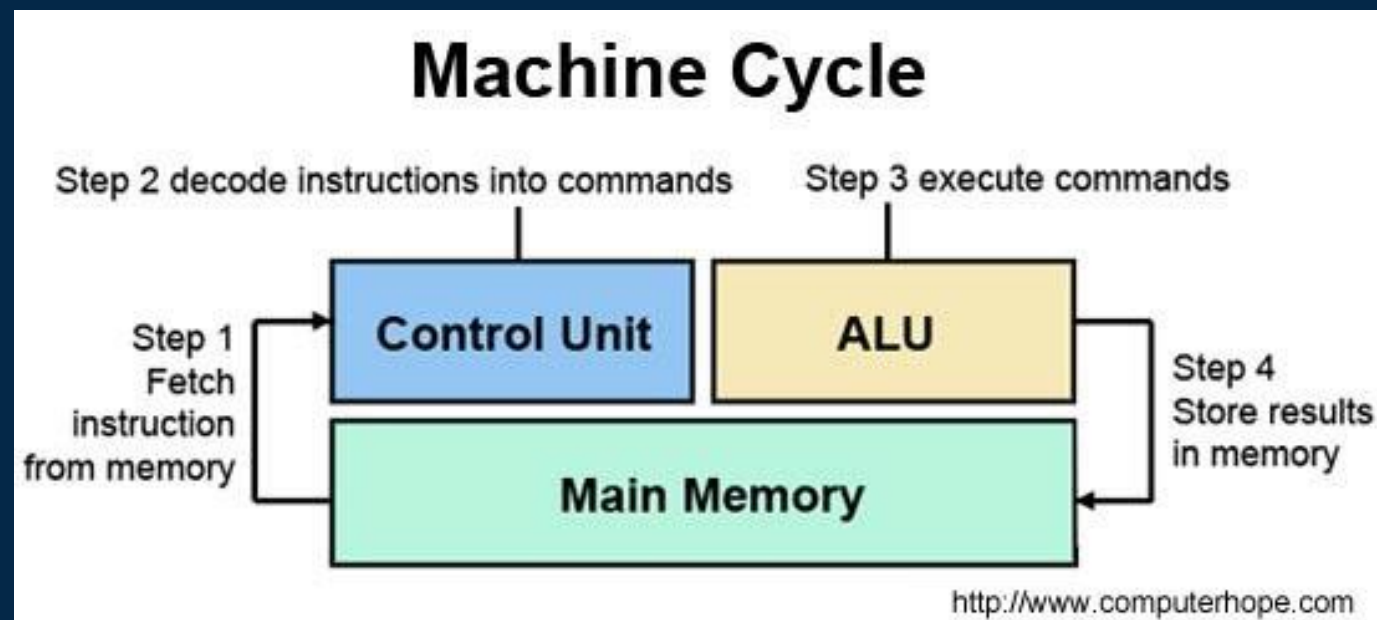 Machine Cycle
Step 2 decode instructions into commands
Step 3 execute commands
Step 1
Fetch
instruction
from memory
Control Unit
ALU
Step 4
Store results
in memory
Main Memory
http://www.computerhope.com